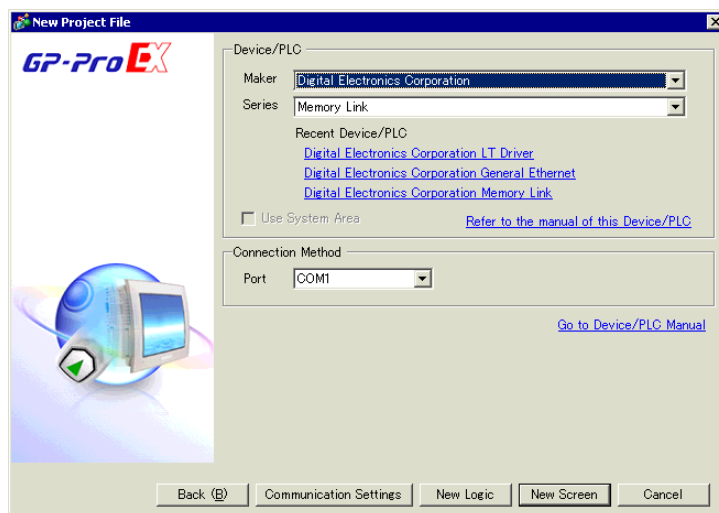 New Project File
GP-Pro EX
Device/PLC
Maker Digital Electronics Corporation
Series Memory Link
Recent Device/PLC
Digital Electronics Corporation LT Driver
Digital Electronics Corporation General Ethernet
Digital Electronics Corporation Memory Link
Use System Area Refer to the manual of this Device/PLC
Connection Method
Port COM1
Go to Device/PLC Manual
Back (B) Communication Settings New Logic New Screen Cancel